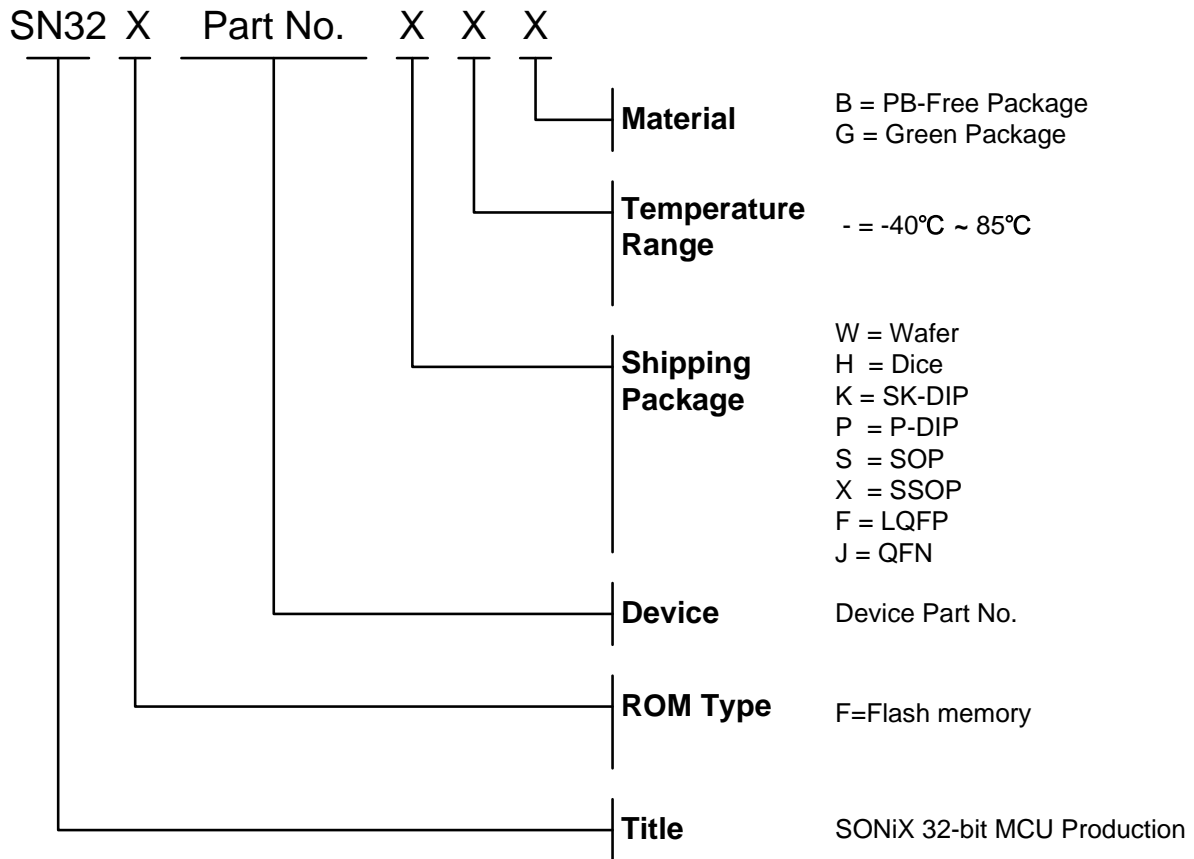 SN32 X Part No. X X X
Material
B = PB-Free Package
G = Green Package
Temperature
Range
- = -40℃ ~ 85℃
Shipping
Package
W = Wafer
H = Dice
K = SK-DIP
P = P-DIP
S = SOP
X = SSOP
F = LQFP
J = QFN
Device
Device Part No.
ROM Type
F=Flash memory
Title
SONiX 32-bit MCU Production